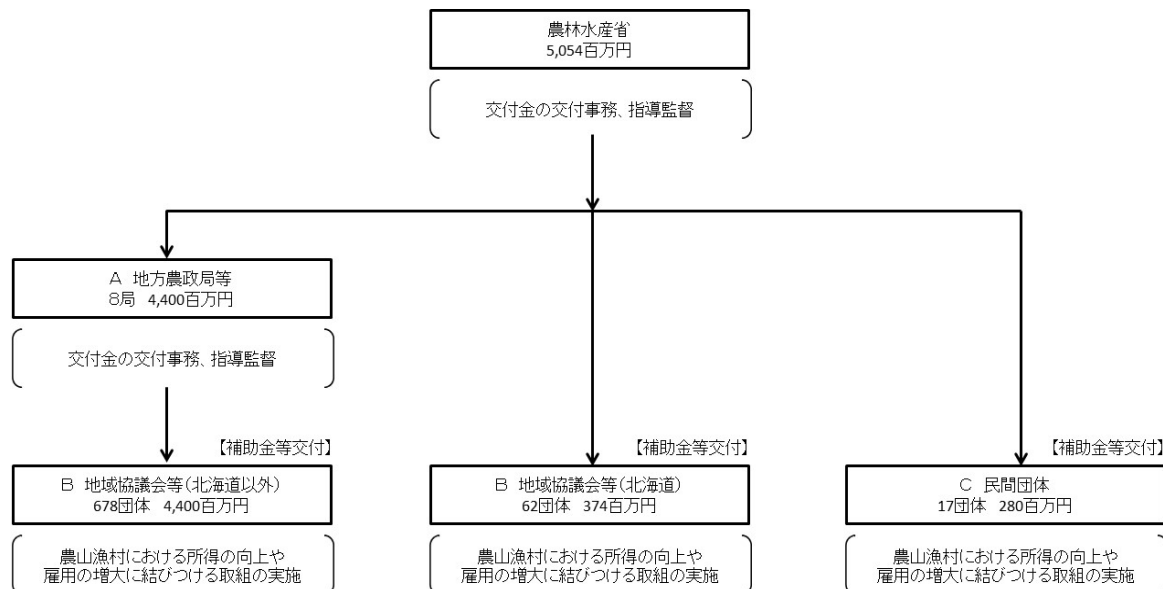 農林水産省
5,054百万円
交付金の交付事務、指導監督
A 地方農政局等
8局 4,400百万円
交付金の交付事務、指導監督
【補助金等交付】
【補助金等交付】
【補助金等交付】
B 地域協議会等(北海道以外)
678団体 4,400百万円
B 地域協議会等(北海道)
62団体 374百万円
C 民間団体
17団体 280百万円
農山漁村における所得の向上や
雇用の増大に結びつける取組の実施
農山漁村における所得の向上や
雇用の増大に結びつける取組の実施
農山漁村における所得の向上や
雇用の増大に結びつける取組の実施